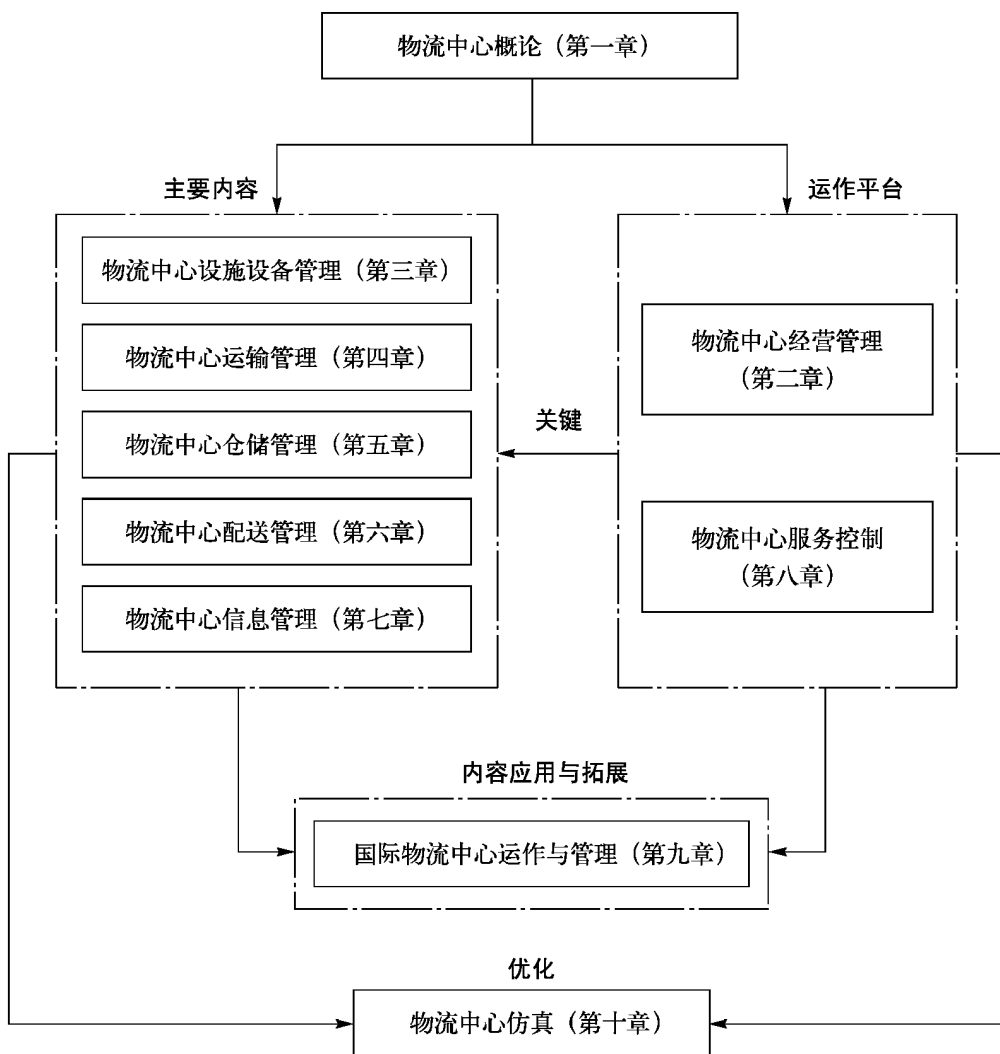 物流中心概论（第一章）
主要内容
运作平台
物流中心设施设备管理（第三章）
物流中心运输管理（第四章）
物流中心仓储管理（第五章）
物流中心配送管理（第六章）
物流中心信息管理（第七章）
关键
物流中心经营管理
（第二章）
物流中心服务控制
（第八章）
内容应用与拓展
国际物流中心运作与管理（第九章）
优化
物流中心仿真（第十章）